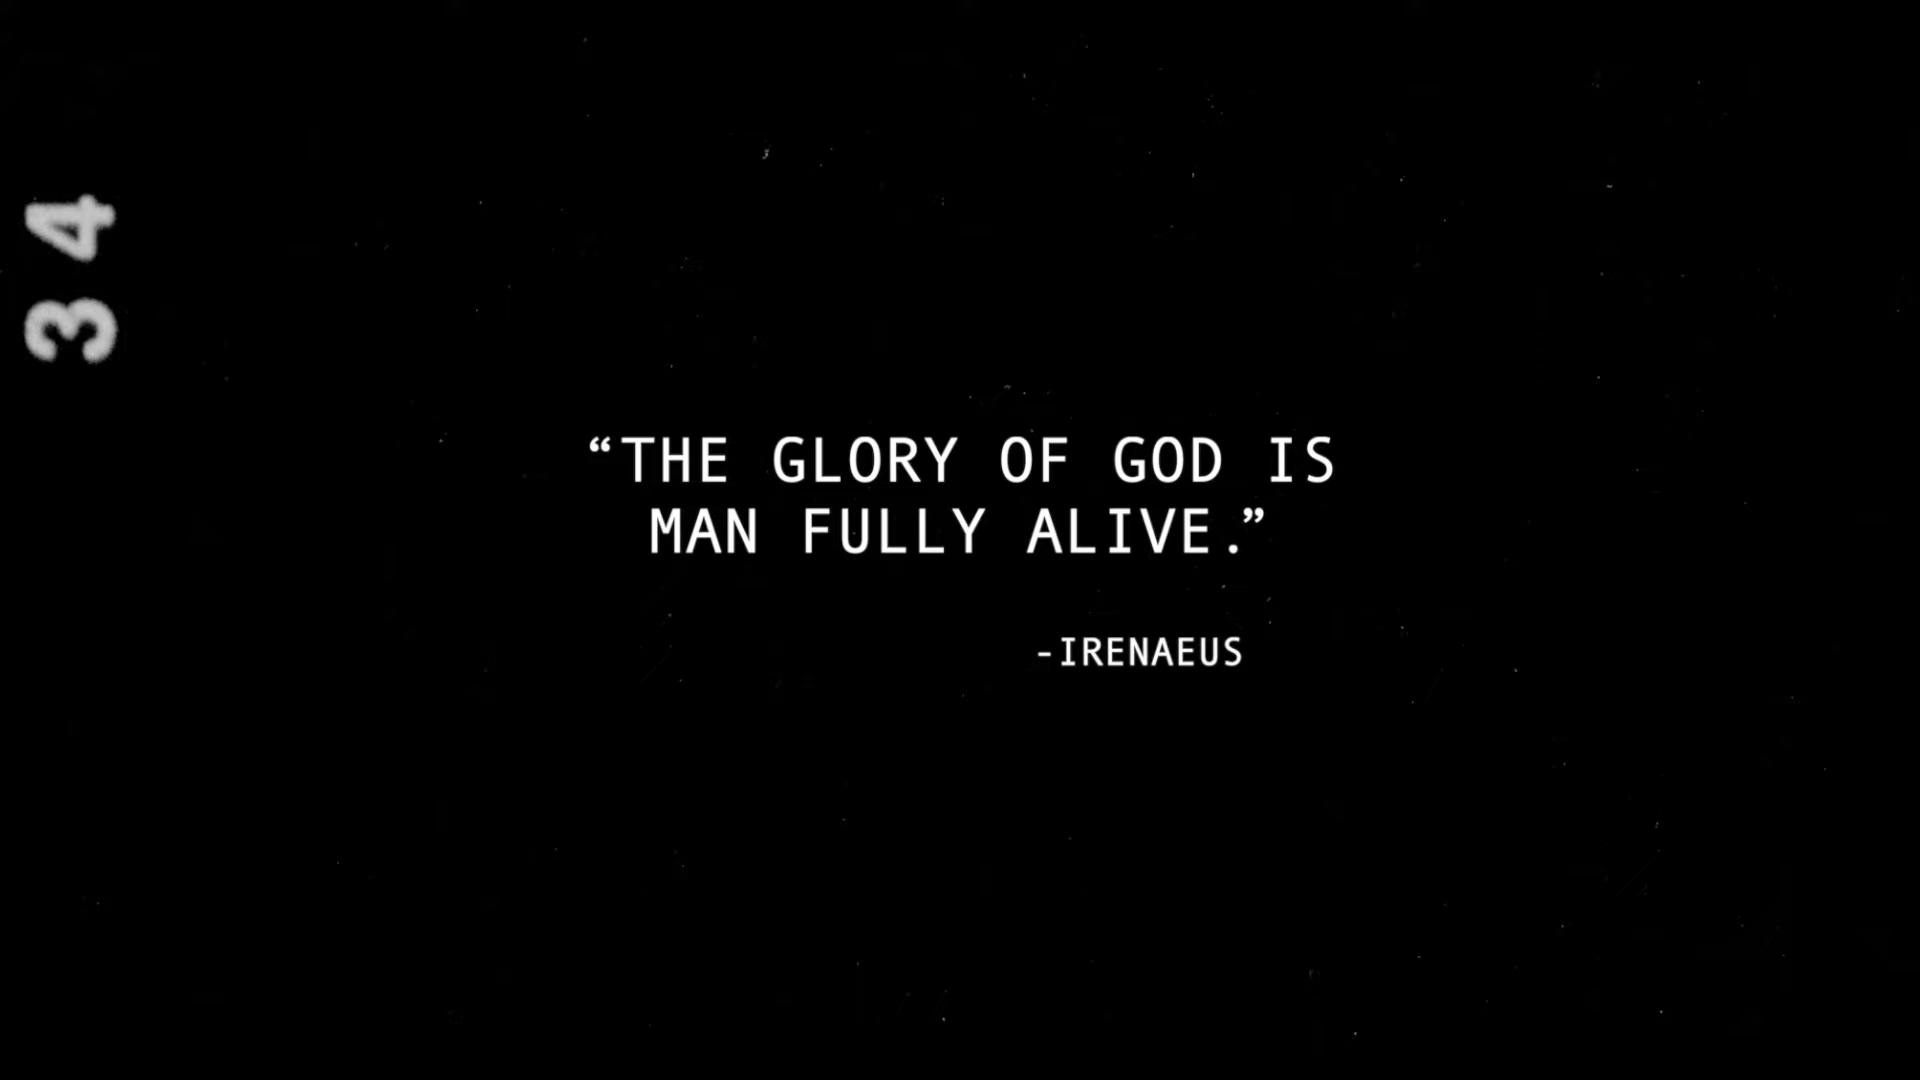 34
“THE GLORY OF GOD IS
MAN FULLY ALIVE.”
-IRENAEUS